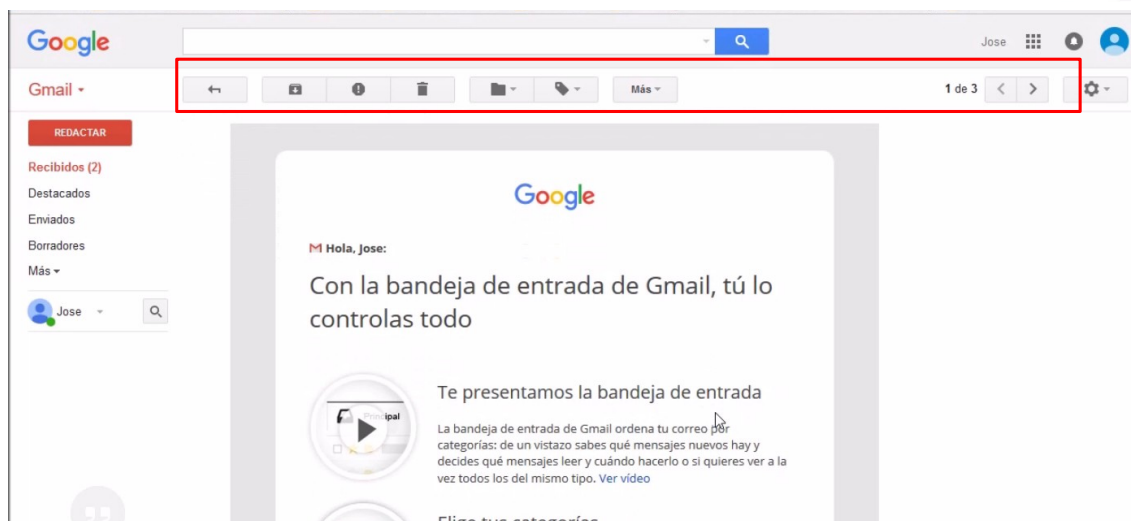 Google
Jose
Gmail
Más
1 de 3
REDACTAR
Recibidos (2)
Destacados
Enviados
Borradores
Más
Jose
Google
Hola, Jose:
Con la bandeja de entrada de Gmail, tú lo
controlas todo
Principal
Te presentamos la bandeja de entrada
La bandeja de entrada de Gmail ordena tu correo por
categorías: de un vistazo sabes qué mensajes nuevos hay y
decides qué mensajes leer y cuándo hacerlo o si quieres ver a la
vez todos los del mismo tipo. Ver vídeo
Elige tus categorías